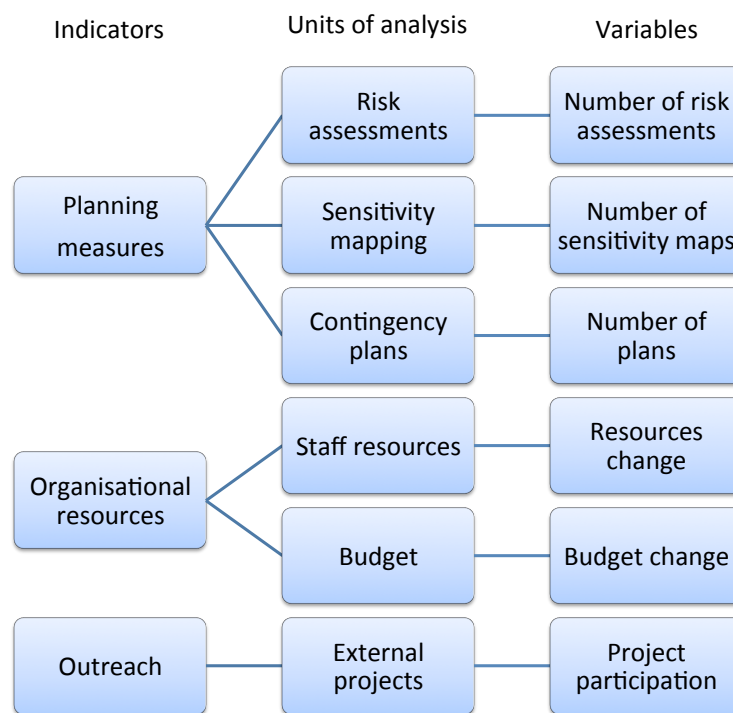 Indicators
Units of analysis
Variables
Risk
assessments
Number of risk
assessments
Planning
measures
Sensitivity
mapping
Number of
sensitivity maps
Contingency
plans
Number of
plans
Organisational
resources
Staff resources
Resources
change
Budget
Budget change
Outreach
External
projects
Project
participation